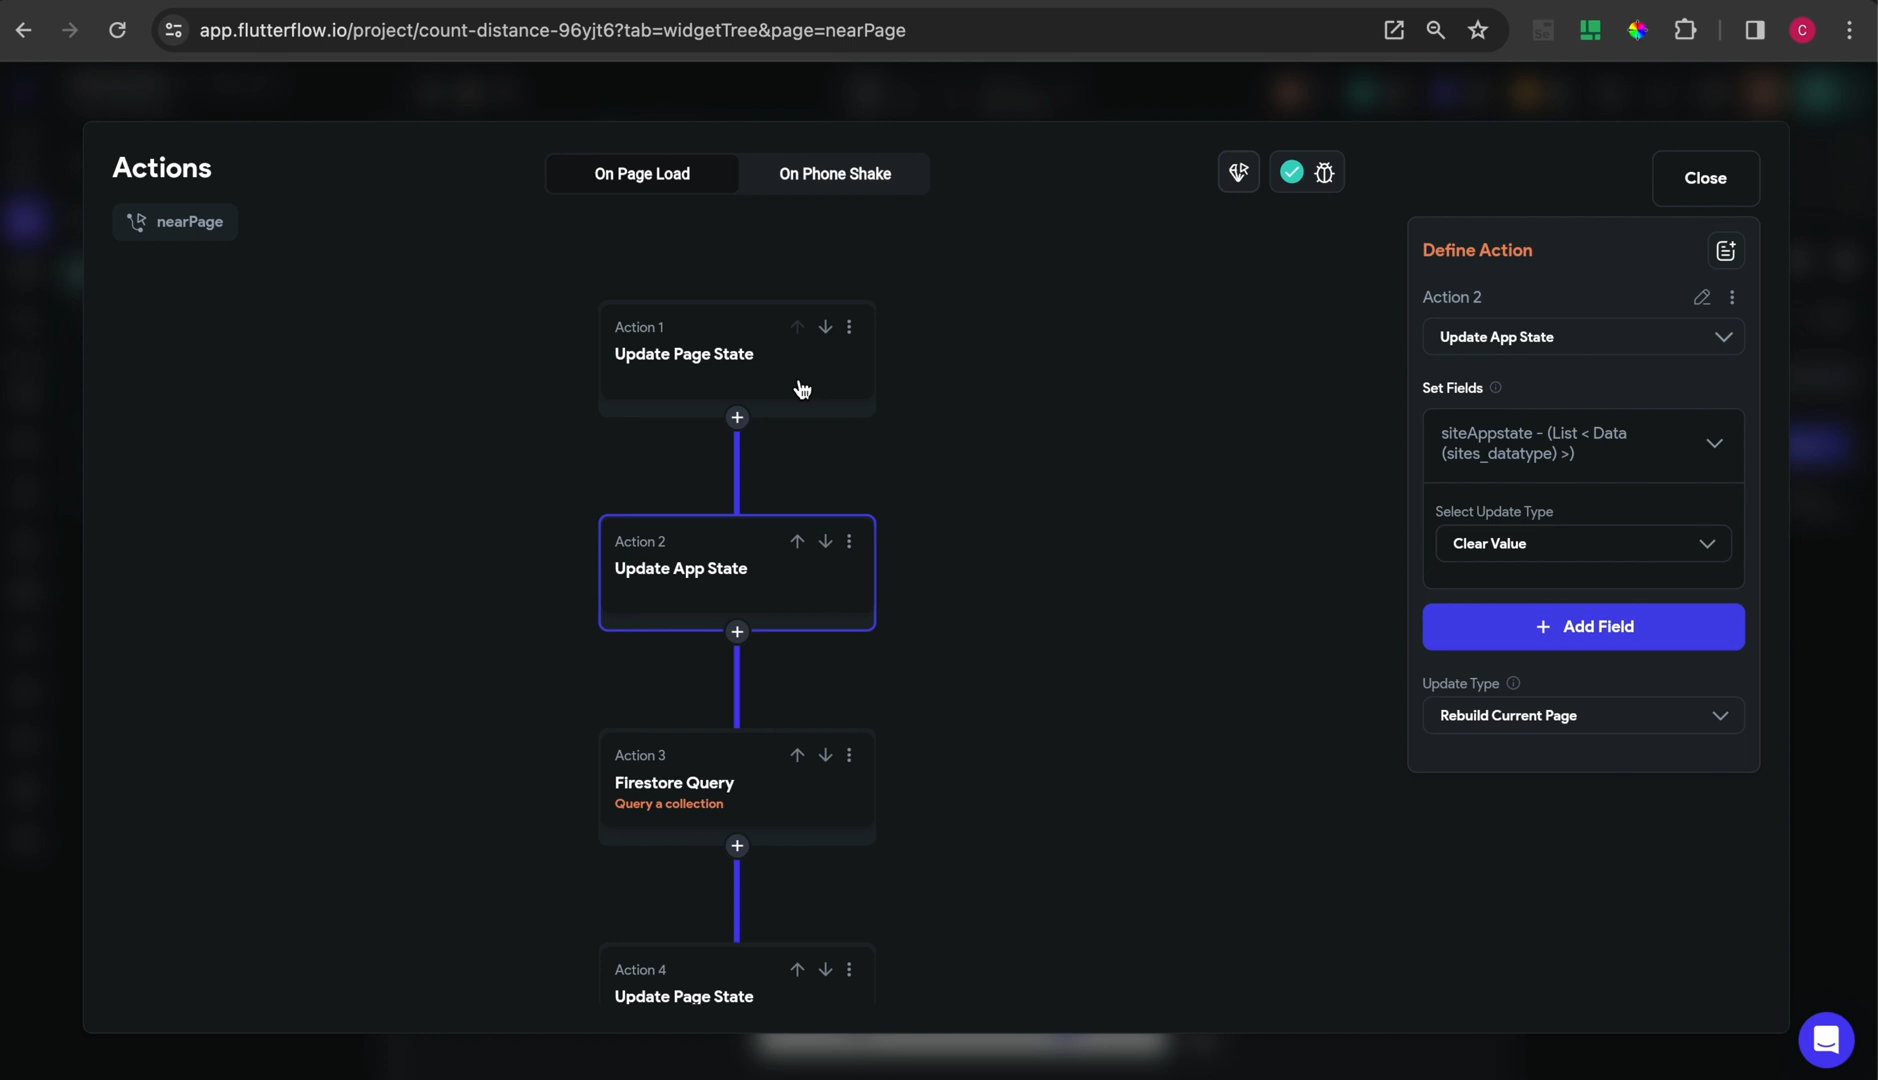 app.flutterflow.io/project/count-distance-96yjt6?tab=widgetTree&page=nearPage
C
Actions
On Page Load
On Phone Shake
Close
nearPage
Define Action
Action 2
Update App State
Set Fields
siteAppstate - (List < Data
(sites_datatype) >)
Select Update Type
Clear Value
+ Add Field
Update Type
Rebuild Current Page
Action 1
Update Page State
Action 2
Update App State
Action 3
Firestore Query
Query a collection
Action 4
Update Page State